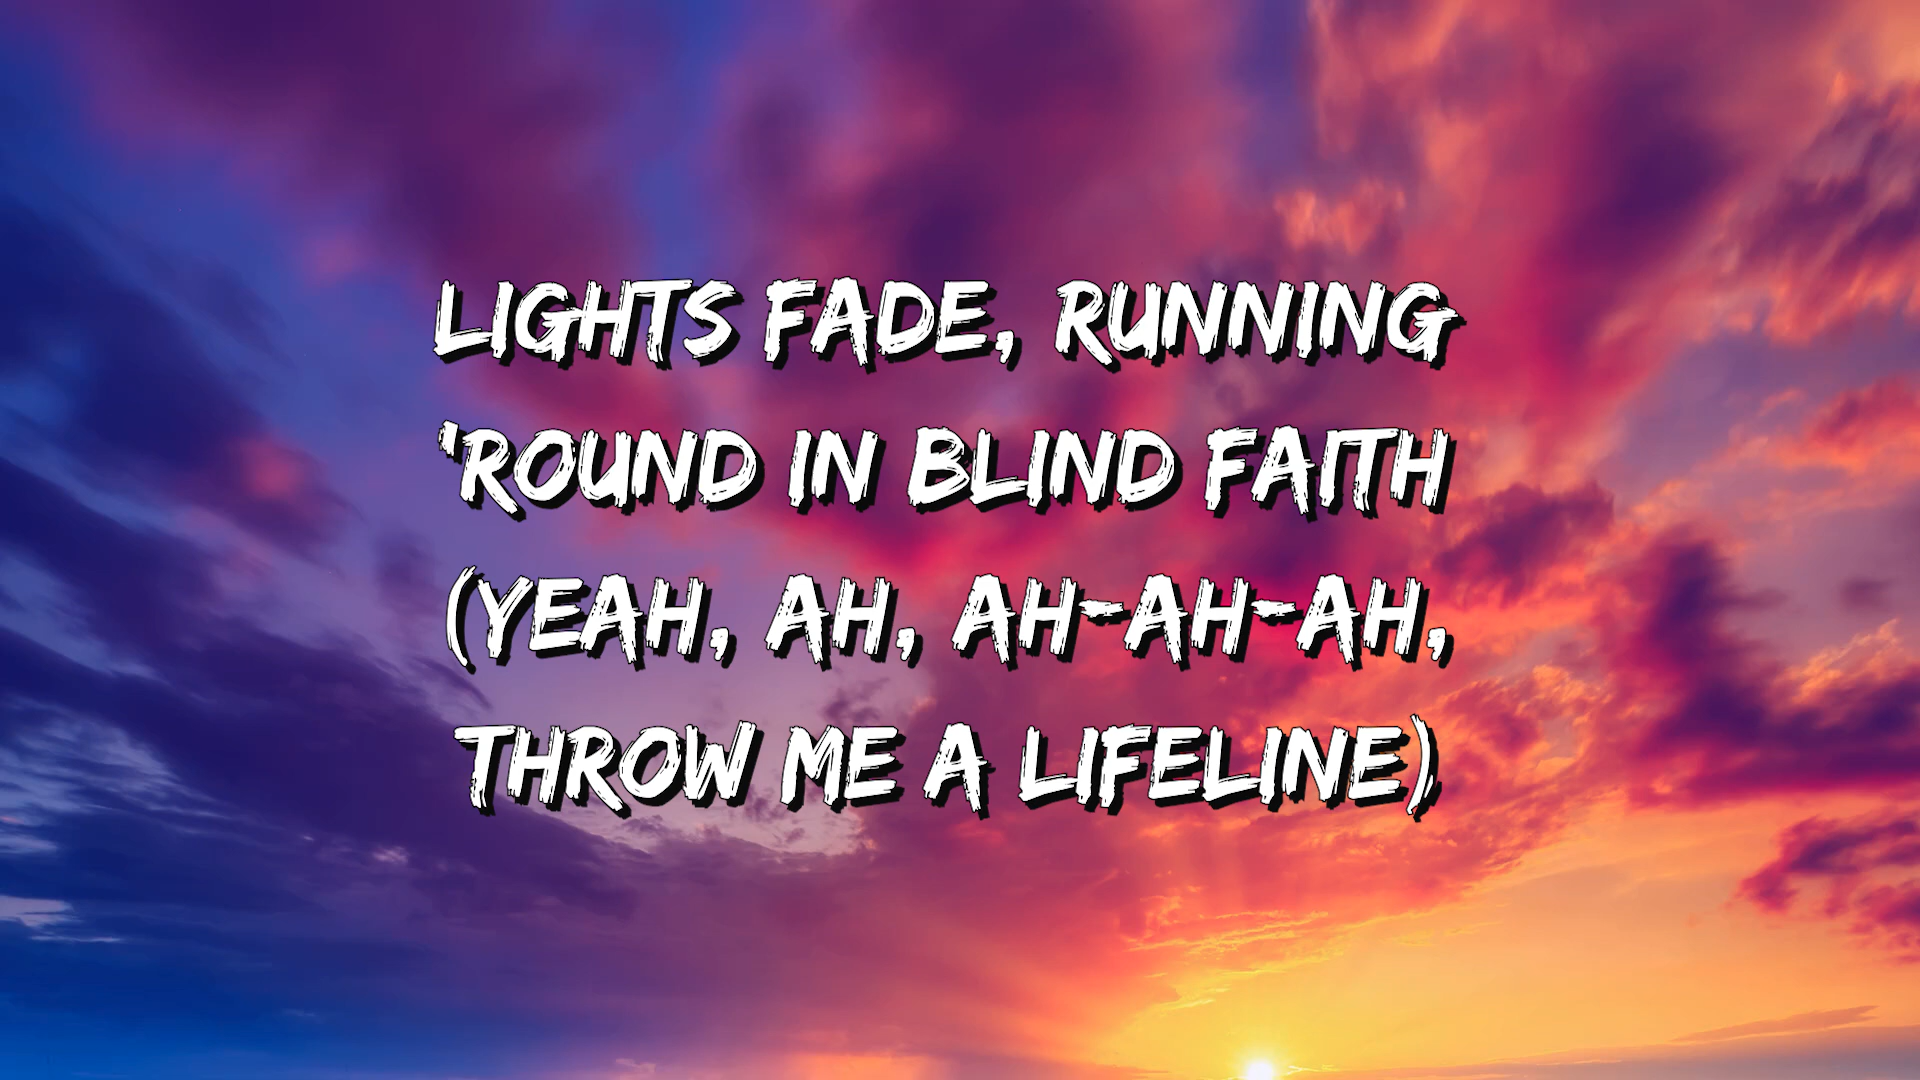 LIGHTS FADE, RUNNING
'ROUND IN BLIND FAITH
(YEAH, AH, AH-AH-AH,
THROW ME A LIFELINE)